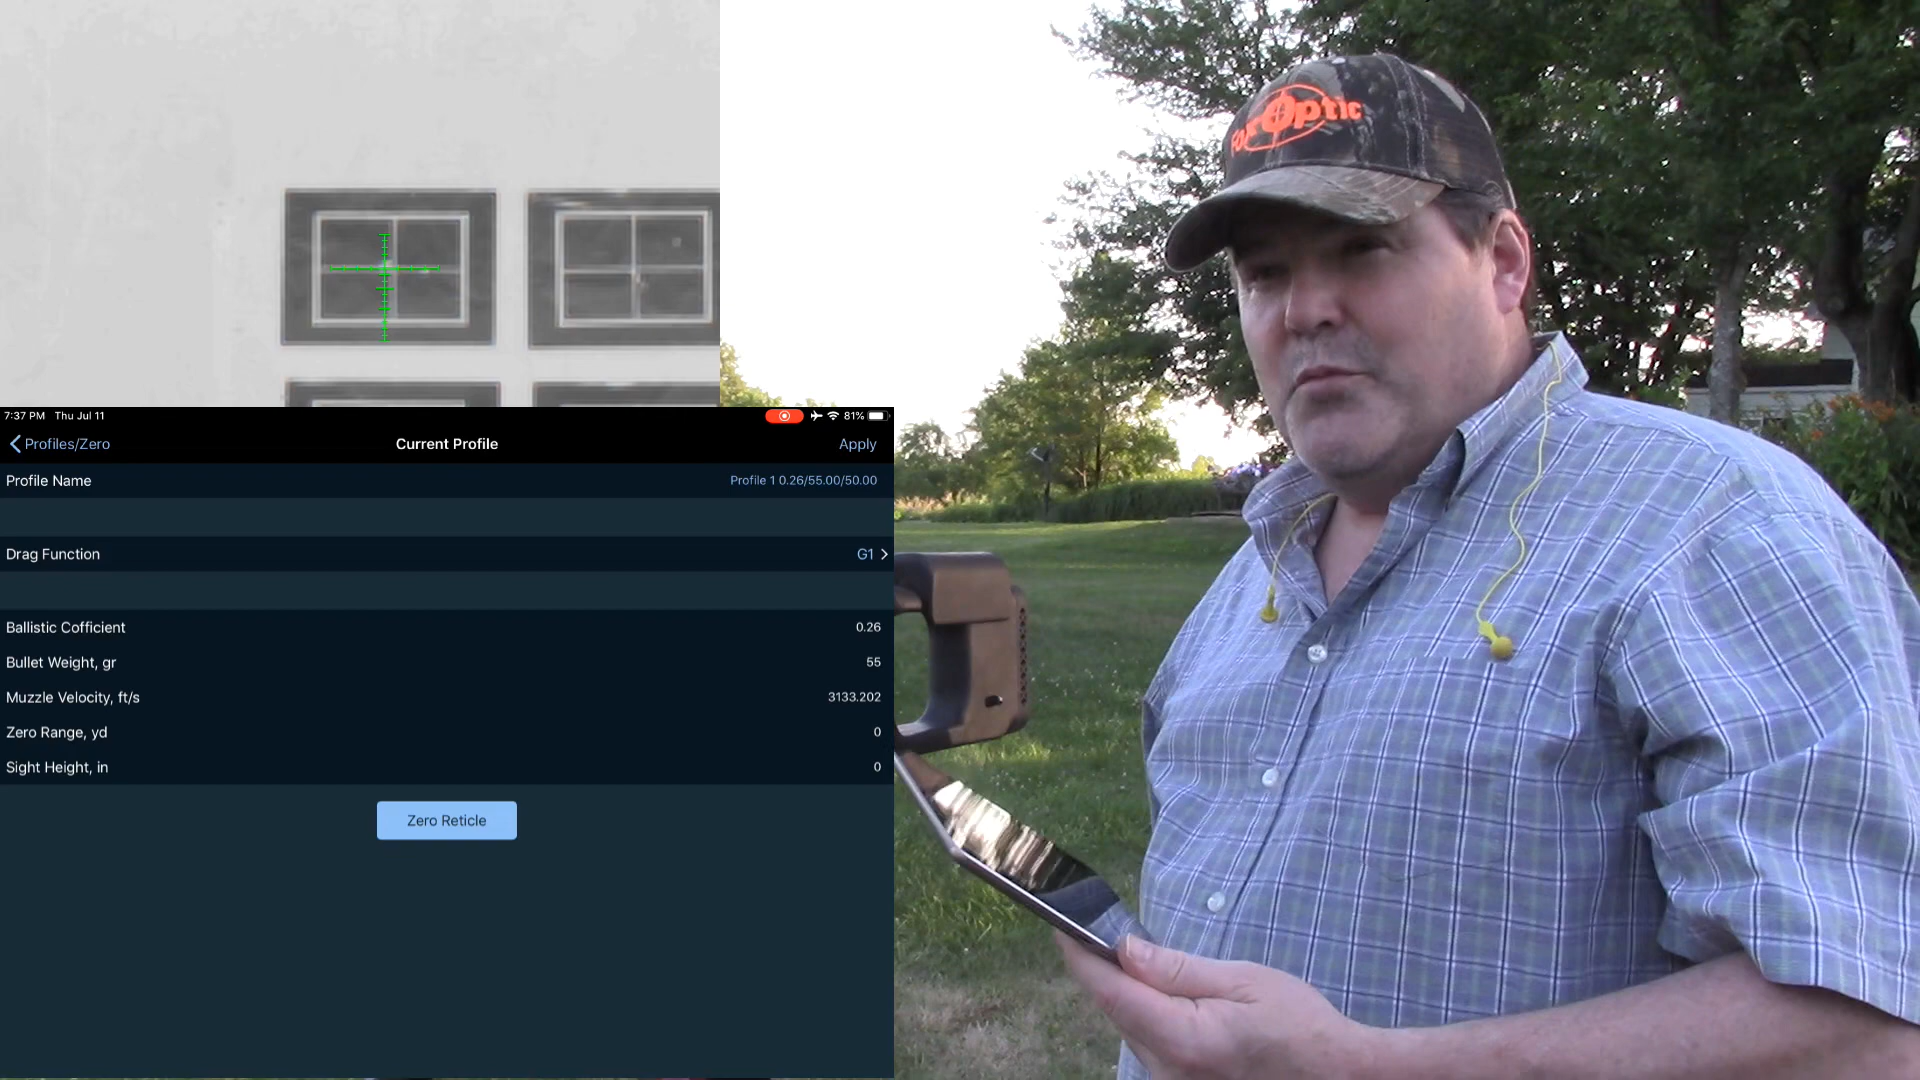 FoxOptic
7:37 PM Thu Jul 11
81%
Profiles/Zero
Current Profile
Apply
Profile Name
Profile 1 0.26/55.00/50.00
Drag Function
G1
Ballistic Cofficient
0.26
Bullet Weight, gr
55
Muzzle Velocity, ft/s
3133.202
Zero Range, yd
0
Sight Height, in
0
Zero Reticle